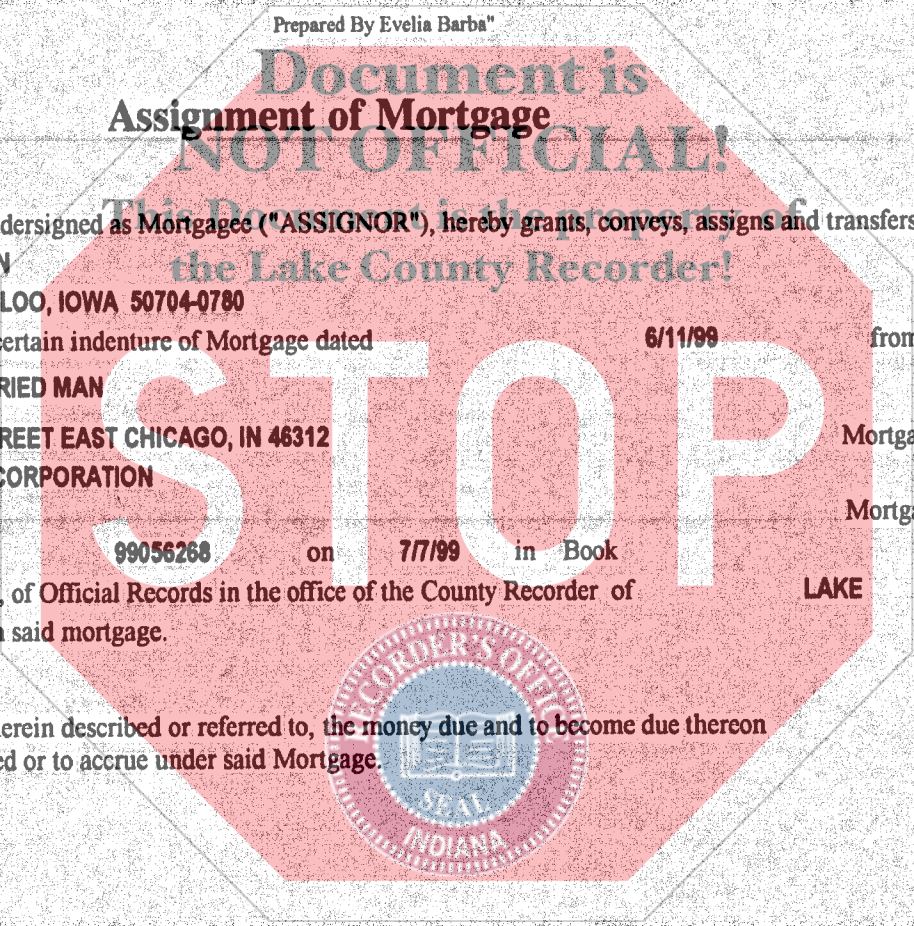 Prepared By Evelia Barba"
Document is
Assignment of Mortgage
NOT OFFICIAL!
dersigned as Mortgagee ("ASSIGNOR"), hereby grants, conveys, assigns and transfers
This Document is the property of
N
the Lake County Recorder!
LOO, IOWA 50704-0780
ertain indenture of Mortgage dated 6/11/99 from
RIED MAN
STOP
REET EAST CHICAGO, IN 46312 Mortga
CORPORATION
Mortga
99056268 on 7/7/99 in Book
, of Official Records in the office of the County Recorder of LAKE
n said mortgage.
RECORDER'S OFFICE
erein described or referred to, the money due and to become due thereon
ed or to accrue under said Mortgage.
SEAL
INDIANA